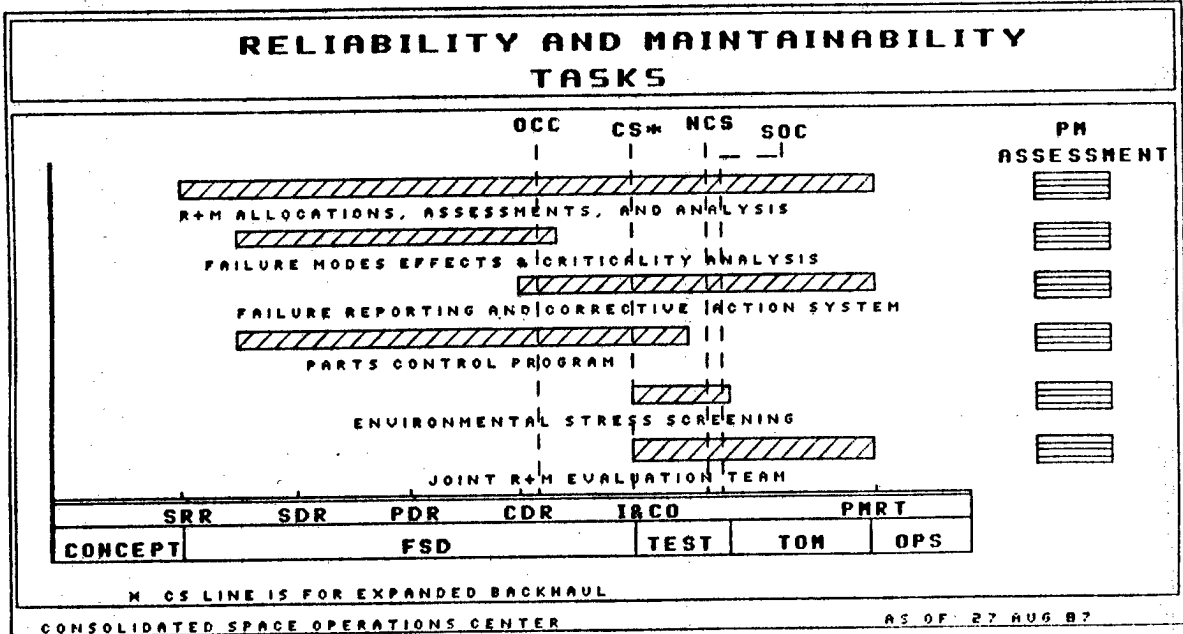 RELIABILITY AND MAINTAINABILITY
TASKS
OCC CS* NCS SOC
PM
ASSESSMENT
R+M ALLOCATIONS, ASSESSMENTS, AND ANALYSIS
FAILURE MODES EFFECTS & CRITICALITY ANALYSIS
FAILURE REPORTING AND CORRECTIVE ACTION SYSTEM
PARTS CONTROL PROGRAM
ENVIRONMENTAL STRESS SCREENING
JOINT R+M EVALUATION TEAM
SRR SDR PDR CDR I&CO PMRT
CONCEPT FSD TEST TOM OPS
* CS LINE IS FOR EXPANDED BACKHAUL
CONSOLIDATED SPACE OPERATIONS CENTER AS OF: 27 AUG 87